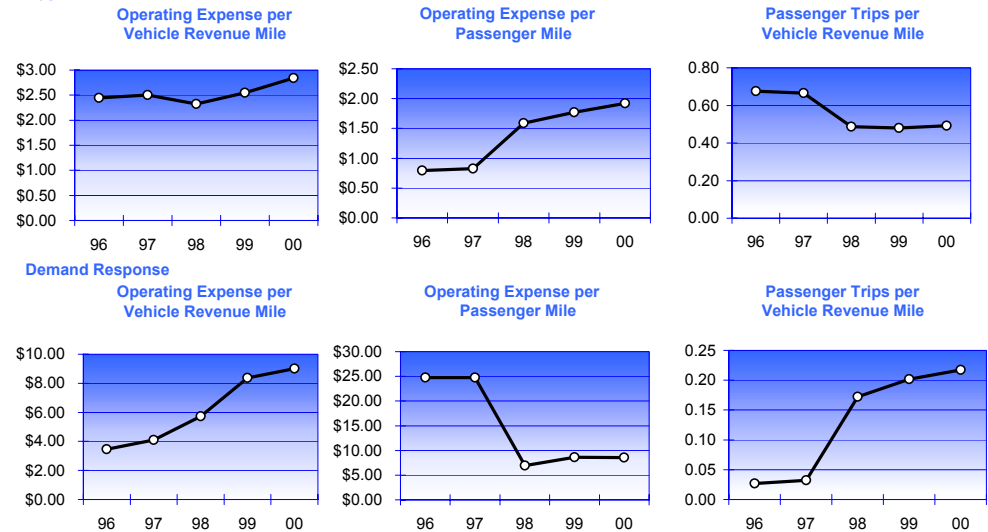 Operating Expense per
Vehicle Revenue Mile
$3.00
$2.50
$2.00
$1.50
$1.00
$0.50
$0.00
96 97 98 99 00
Operating Expense per
Passenger Mile
$2.50
$2.00
$1.50
$1.00
$0.50
$0.00
96 97 98 99 00
Passenger Trips per
Vehicle Revenue Mile
0.80
0.60
0.40
0.20
0.00
96 97 98 99 00
Demand Response
Operating Expense per
Vehicle Revenue Mile
$10.00
$8.00
$6.00
$4.00
$2.00
$0.00
96 97 98 99 00
Operating Expense per
Passenger Mile
$30.00
$25.00
$20.00
$15.00
$10.00
$5.00
$0.00
96 97 98 99 00
Passenger Trips per
Vehicle Revenue Mile
0.25
0.20
0.15
0.10
0.05
0.00
96 97 98 99 00